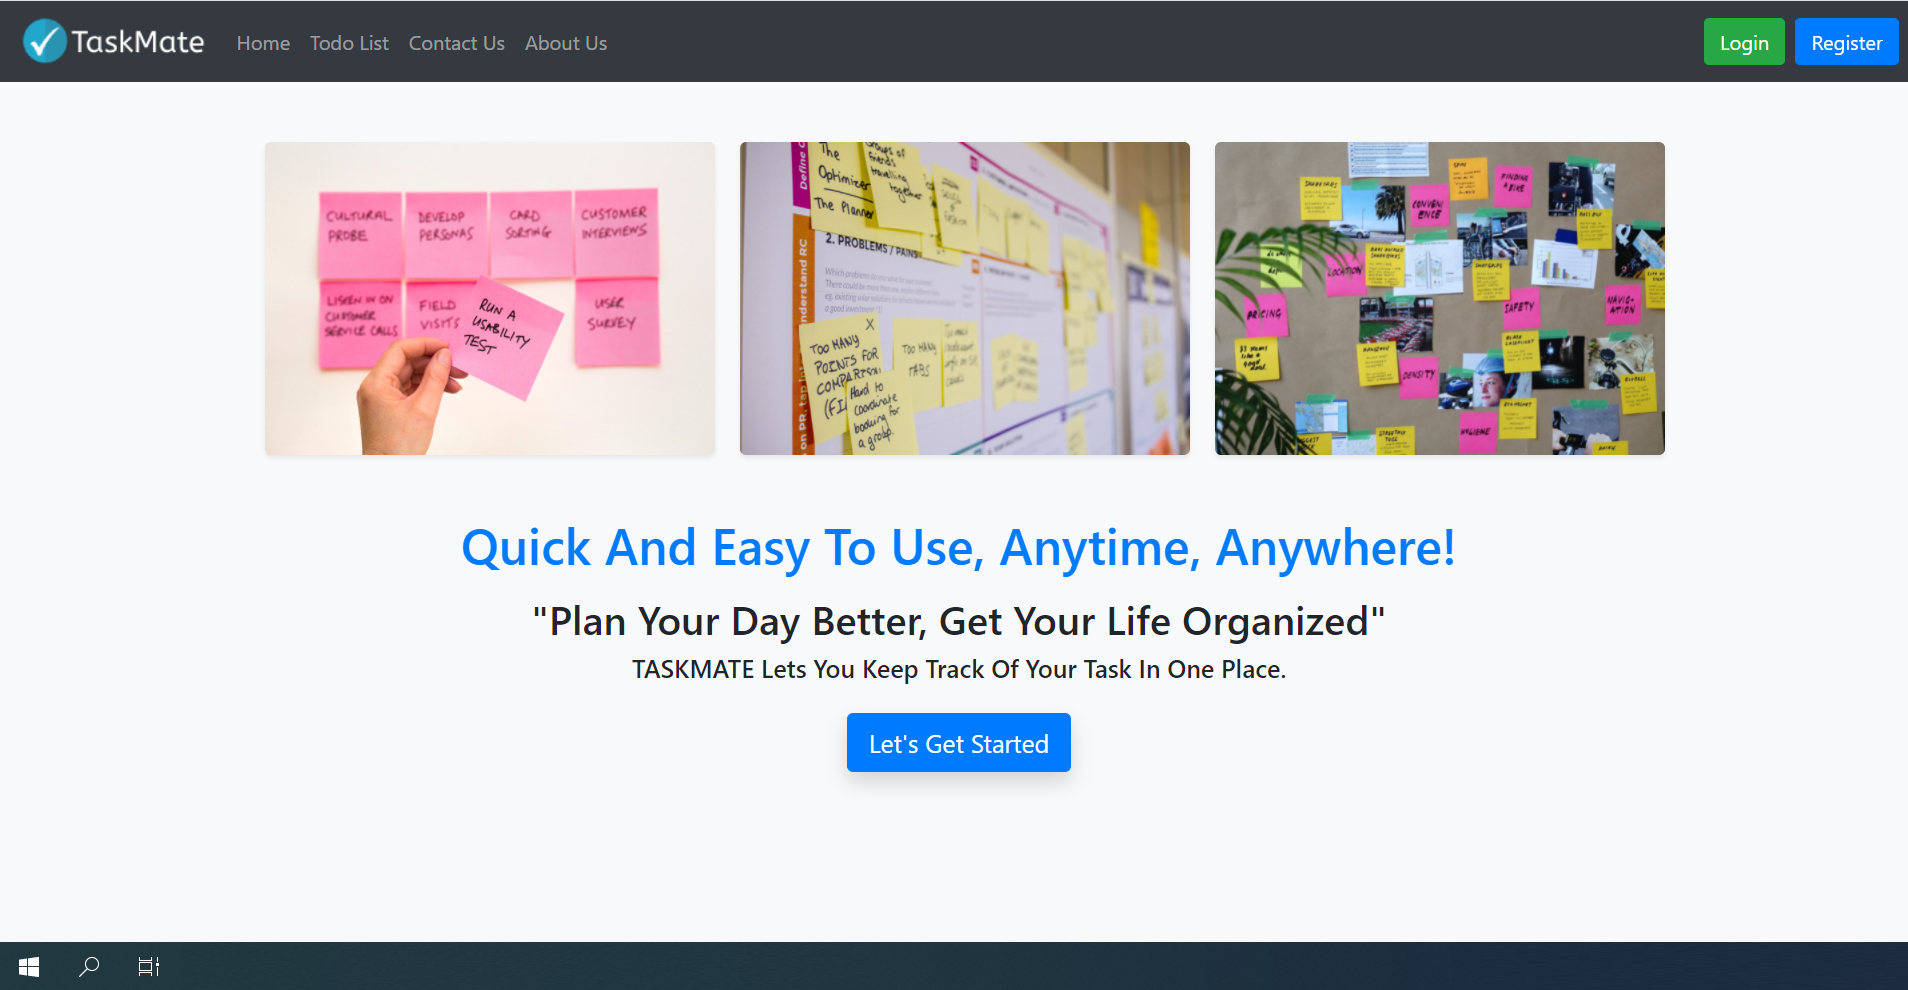 TaskMate Home Todo List Contact Us About Us Login Register
CULTURAL PROBE
DEVELOP PERSONAS
CARD SORTING
CUSTOMER INTERVIEWS
LISTEN IN ON CUSTOMER SERVICE CALLS
FIELD VISITS
RUN A USABILITY TEST
USER SURVEY
Define
The Optimizer
The Planner
Groups of friends travelling together
2. PROBLEMS / PAINS
TOO MANY POINTS FOR COMPARISON
Hard to coordinate booking for a group.
TOO MANY TABS
FINDING A BIKE
CONVENIENCE
LOCATION
PRICING
SAFETY
NAVIGATION
DENSITY
HYGIENE
Quick And Easy To Use, Anytime, Anywhere!
"Plan Your Day Better, Get Your Life Organized"
TASKMATE Lets You Keep Track Of Your Task In One Place.
Let's Get Started